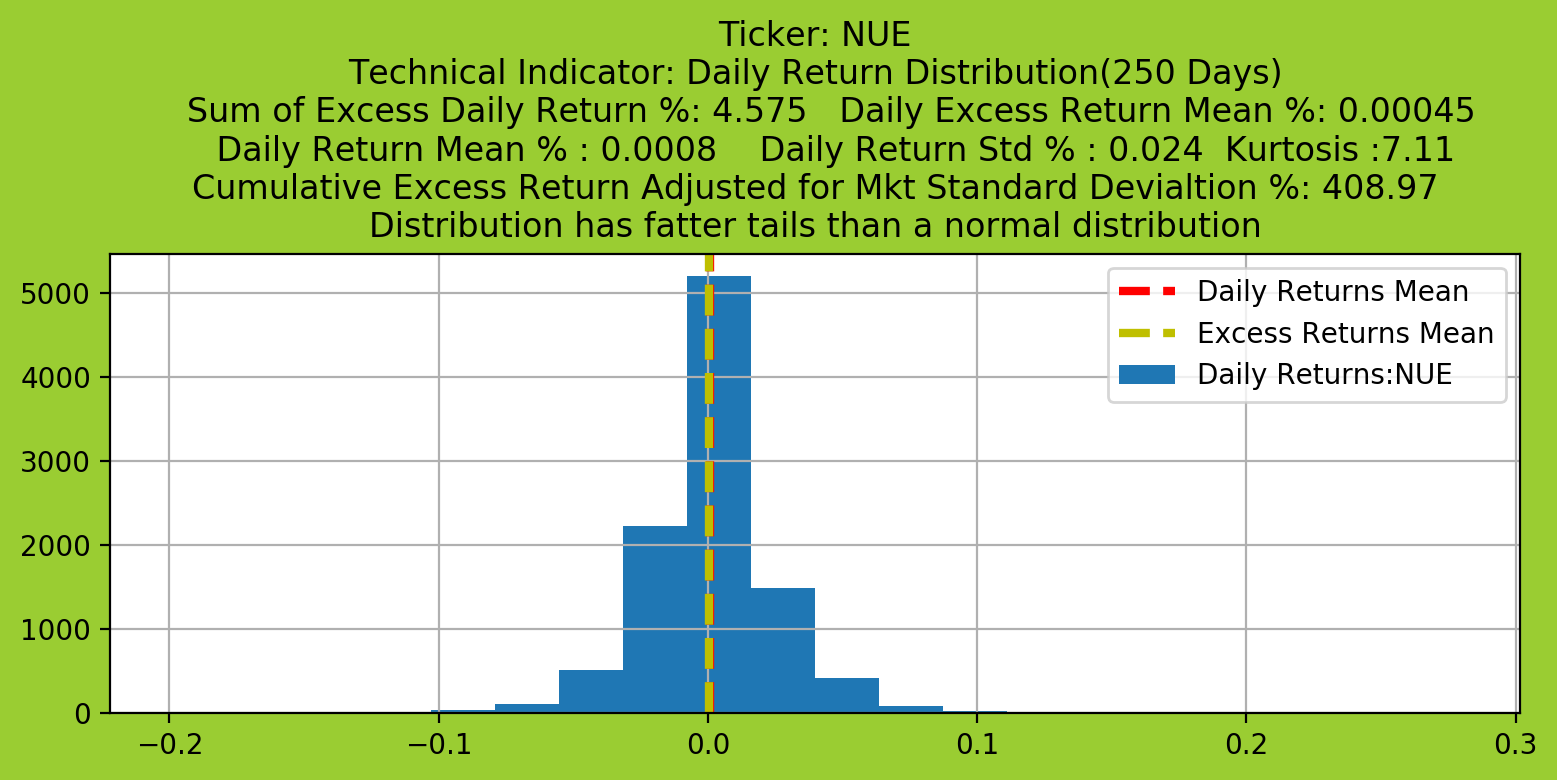 Ticker: NUE
Technical Indicator: Daily Return Distribution(250 Days)
Sum of Excess Daily Return %: 4.575   Daily Excess Return Mean %: 0.00045
Daily Return Mean % : 0.0008    Daily Return Std % : 0.024  Kurtosis :7.11
Cumulative Excess Return Adjusted for Mkt Standard Devialtion %: 408.97
Distribution has fatter tails than a normal distribution
Daily Returns Mean
Excess Returns Mean
Daily Returns:NUE
5000
4000
3000
2000
1000
0
−0.2 −0.1 0.0 0.1 0.2 0.3